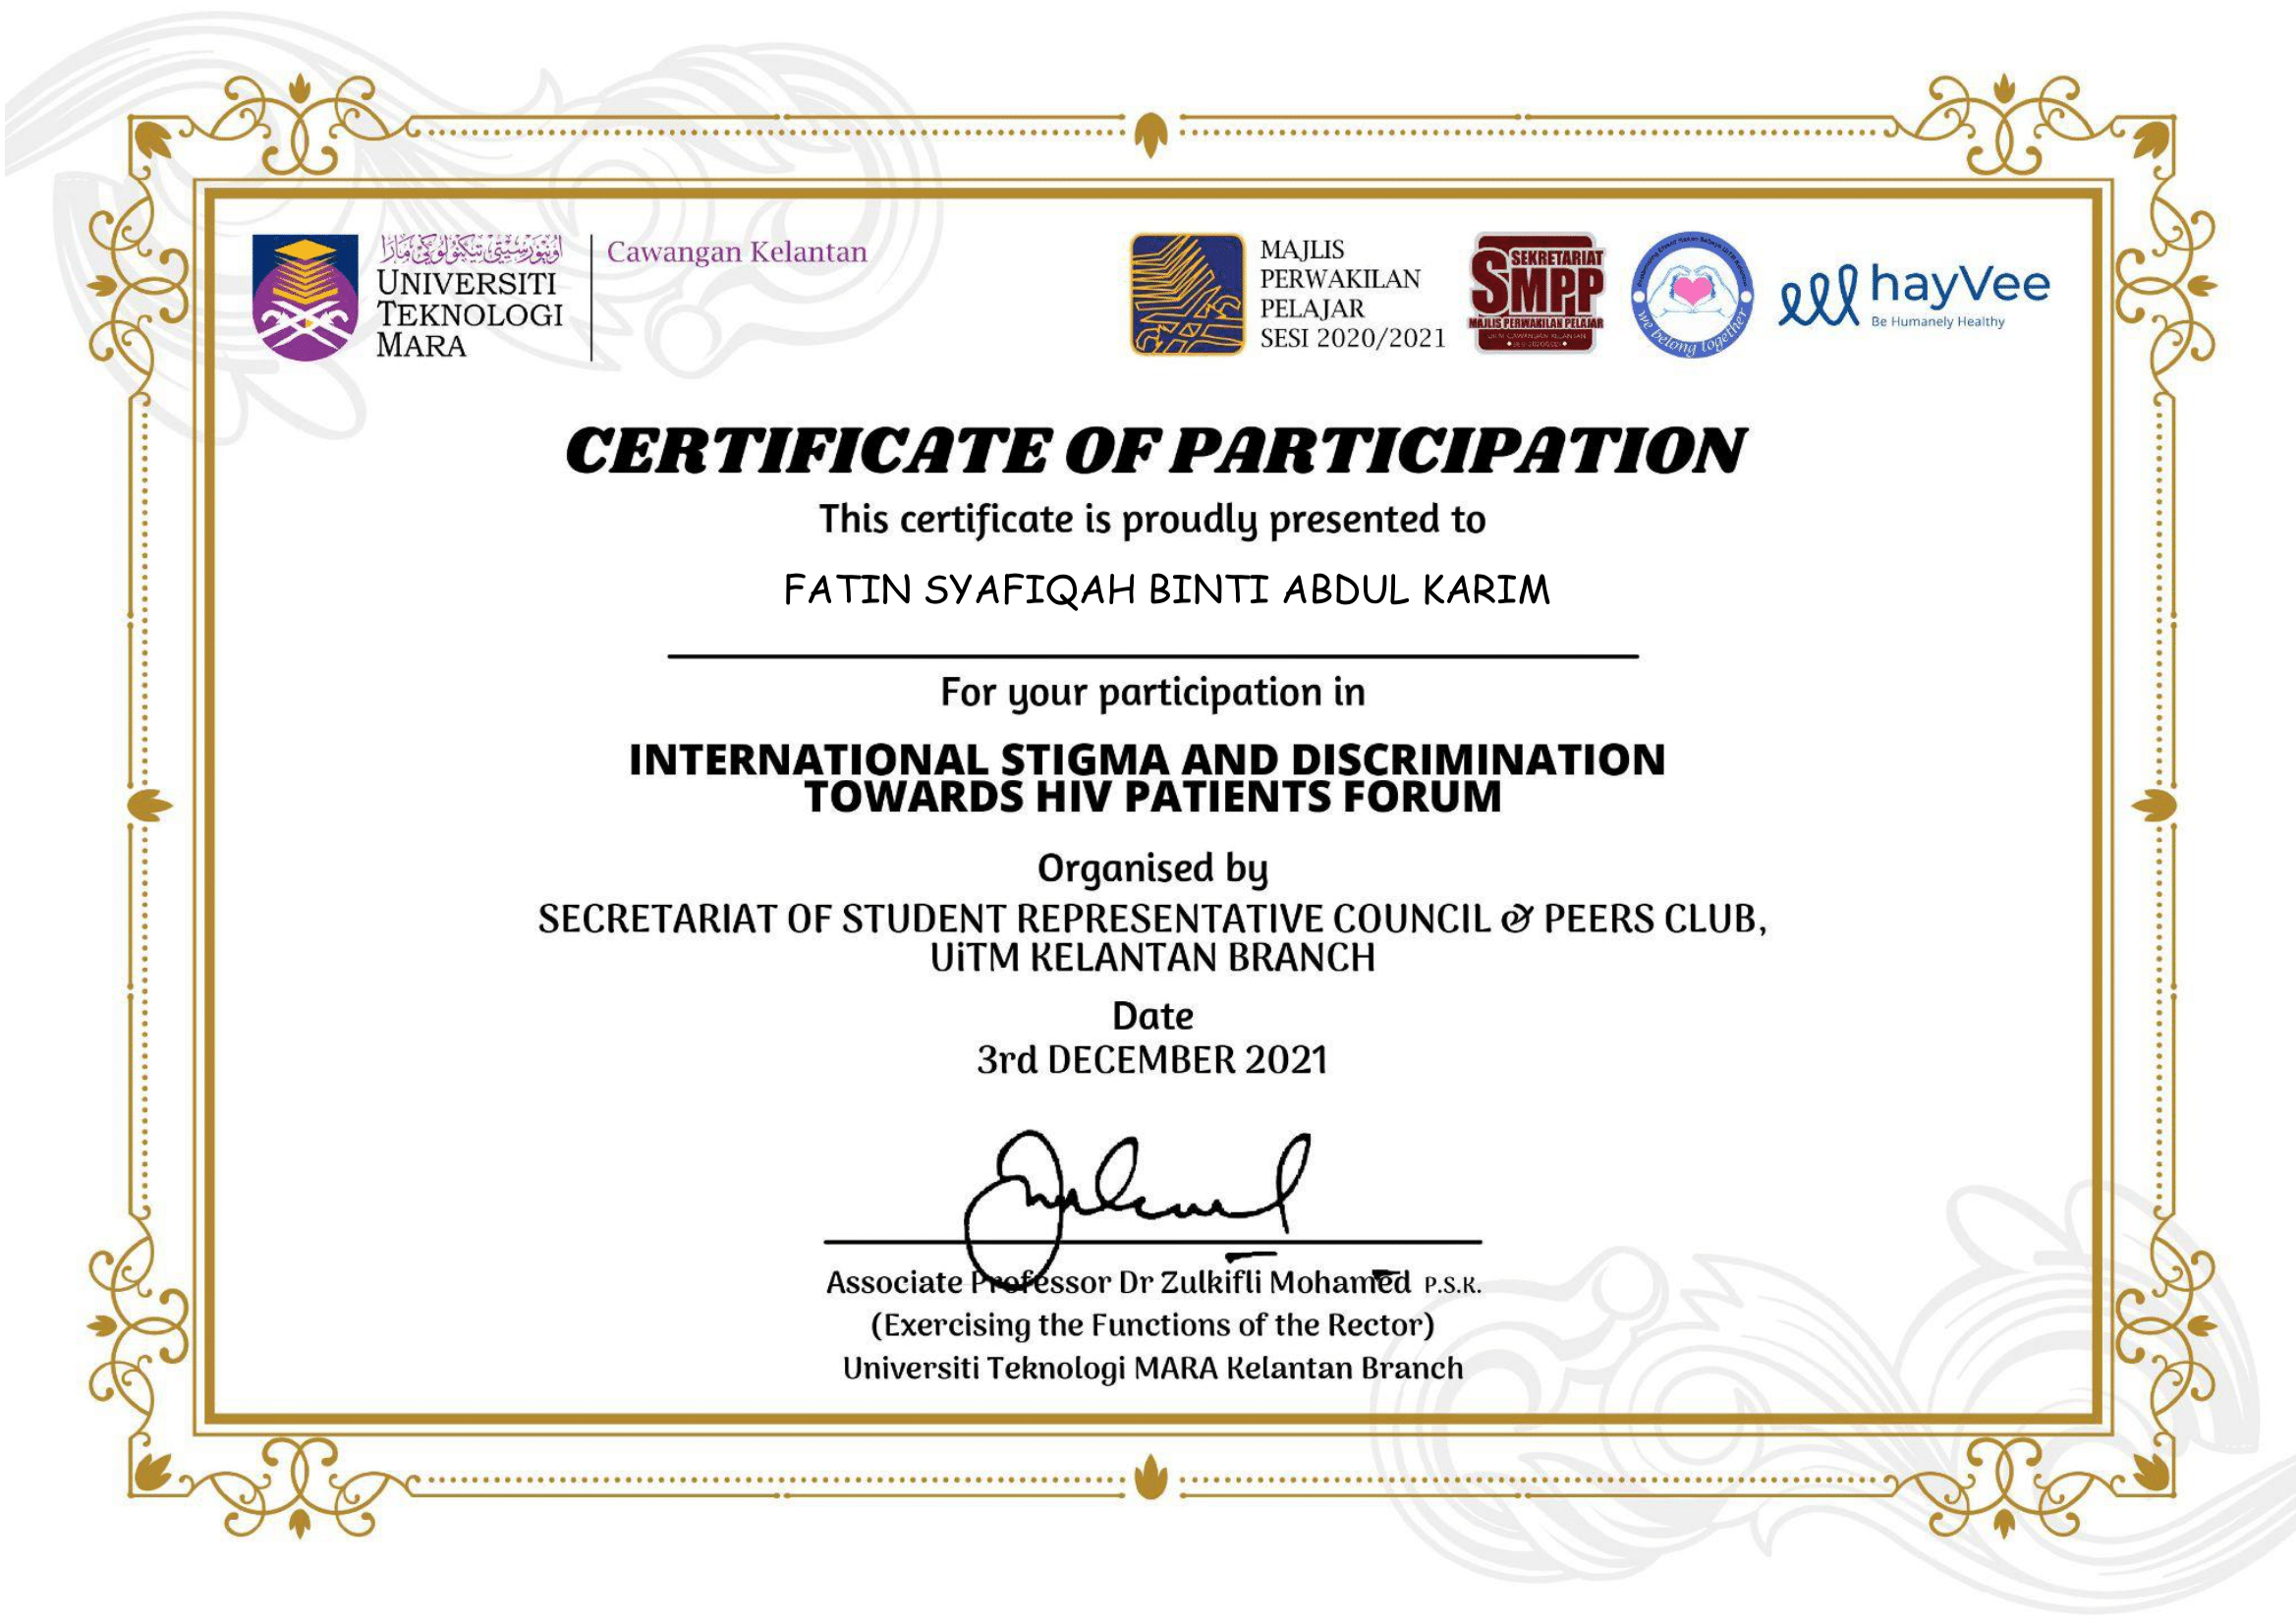 اونيۏرسيتي تيكنولوݢي مارا
UNIVERSITI
TEKNOLOGI
MARA
Cawangan Kelantan
MAJLIS
PERWAKILAN
PELAJAR
SESI 2020/2021
SEKRETARIAT
SMPP
MAJLIS PERWAKILAN PELAJAR
we belong together
hayVee
Be Humanely Healthy
CERTIFICATE OF PARTICIPATION
This certificate is proudly presented to
FATIN SYAFIQAH BINTI ABDUL KARIM
For your participation in
INTERNATIONAL STIGMA AND DISCRIMINATION
TOWARDS HIV PATIENTS FORUM
Organised by
SECRETARIAT OF STUDENT REPRESENTATIVE COUNCIL & PEERS CLUB,
UiTM KELANTAN BRANCH
Date
3rd DECEMBER 2021
Associate Professor Dr Zulkifli Mohamed P.S.K.
(Exercising the Functions of the Rector)
Universiti Teknologi MARA Kelantan Branch